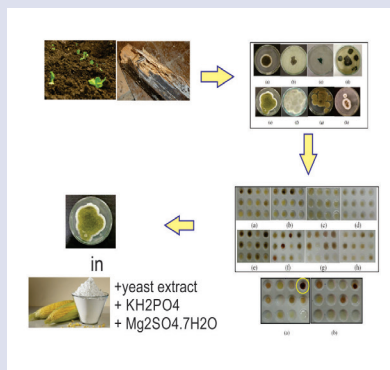 (a) (b) (c) (d)
(e) (f) (g) (h)
(a) (b) (c) (d)
(e) (f) (g) (h)
(a) (b)
in
+yeast extract
+ KH2PO4
+ Mg2SO4.7H2O